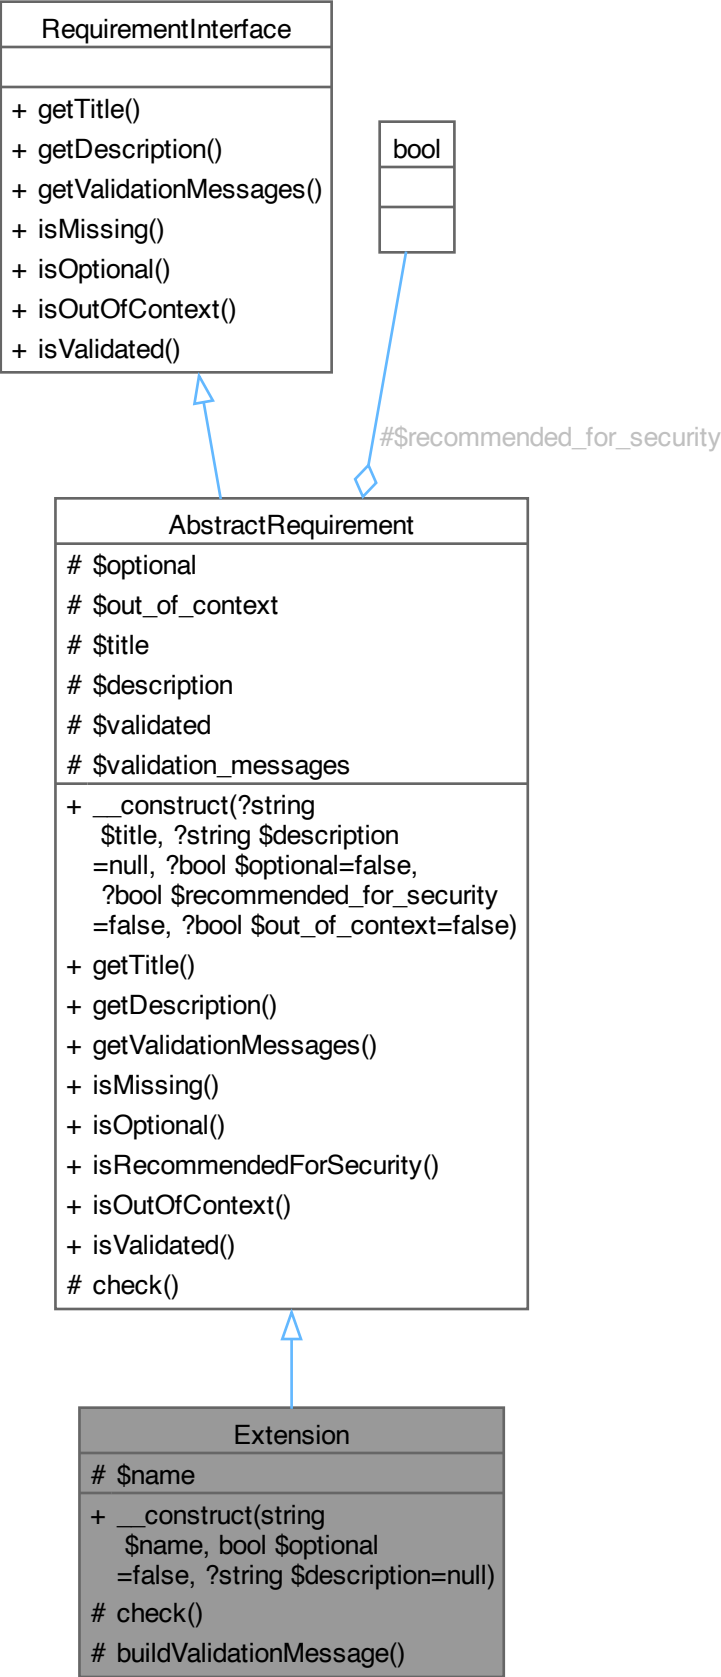 RequirementInterface
+ getTitle()
+ getDescription()
+ getValidationMessages()
+ isMissing()
+ isOptional()
+ isOutOfContext()
+ isValidated()
bool
#$recommended_for_security
AbstractRequirement
# $optional
# $out_of_context
# $title
# $description
# $validated
# $validation_messages
+ __construct(?string
$title, ?string $description
=null, ?bool $optional=false,
?bool $recommended_for_security
=false, ?bool $out_of_context=false)
+ getTitle()
+ getDescription()
+ getValidationMessages()
+ isMissing()
+ isOptional()
+ isRecommendedForSecurity()
+ isOutOfContext()
+ isValidated()
# check()
Extension
# $name
+ __construct(string
$name, bool $optional
=false, ?string $description=null)
# check()
# buildValidationMessage()